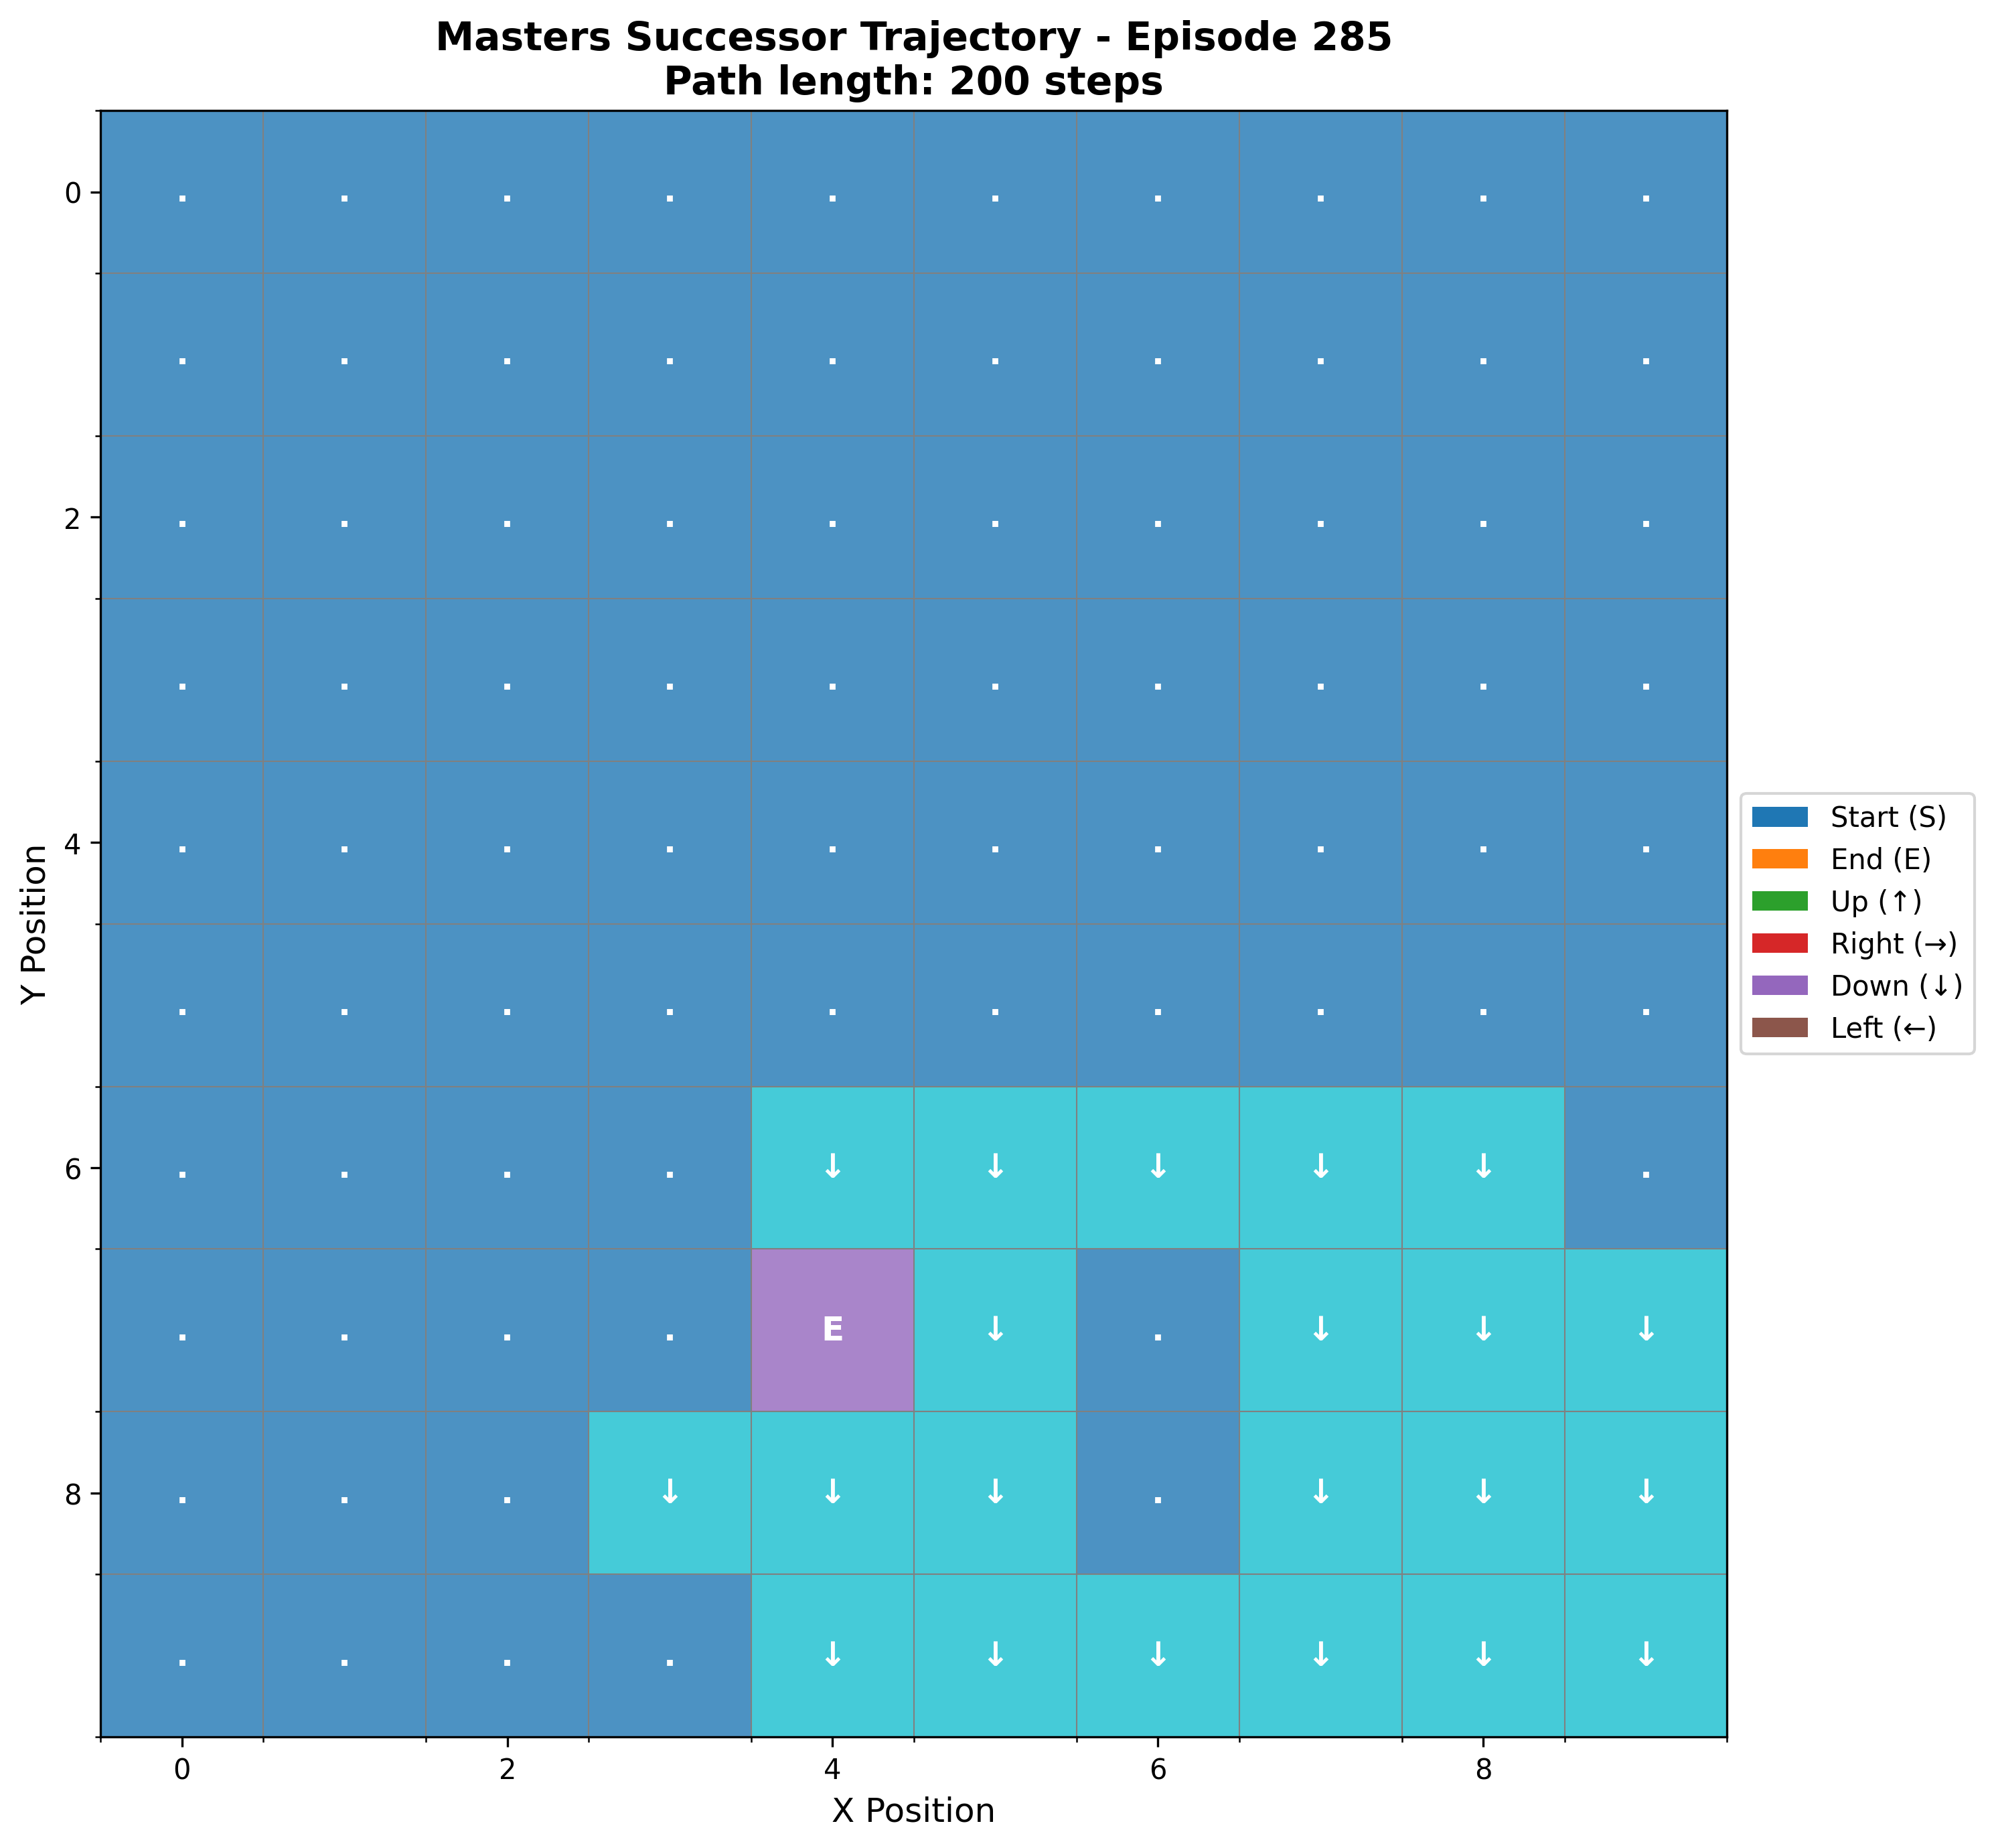 Masters Successor Trajectory - Episode 285
Path length: 200 steps
0 . . . . . . . . . .
. . . . . . . . . .
2 . . . . . . . . . .
. . . . . . . . . .
4 . . . . . . . . . .
. . . . . . . . . .
6 . . . . ↓ ↓ ↓ ↓ ↓ .
. . . . E ↓ . ↓ ↓ ↓
8 . . . ↓ ↓ ↓ . ↓ ↓ ↓
. . . . ↓ ↓ ↓ ↓ ↓ ↓
0 2 4 6 8
X Position
Y Position
Start (S)
End (E)
Up (↑)
Right (→)
Down (↓)
Left (←)